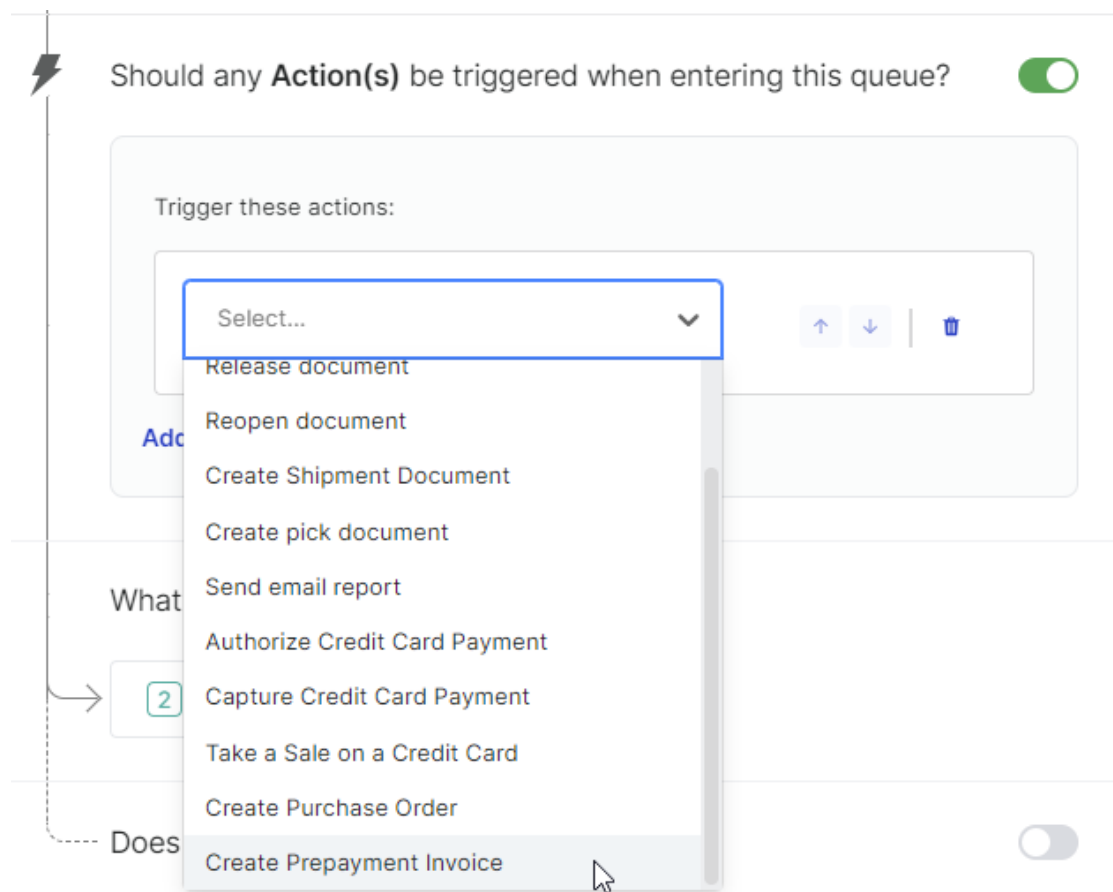 Should any Action(s) be triggered when entering this queue?
Trigger these actions:
Select...
Release document
Reopen document
Add
Create Shipment Document
Create pick document
Send email report
What
Authorize Credit Card Payment
2
Capture Credit Card Payment
Take a Sale on a Credit Card
Create Purchase Order
Does
Create Prepayment Invoice